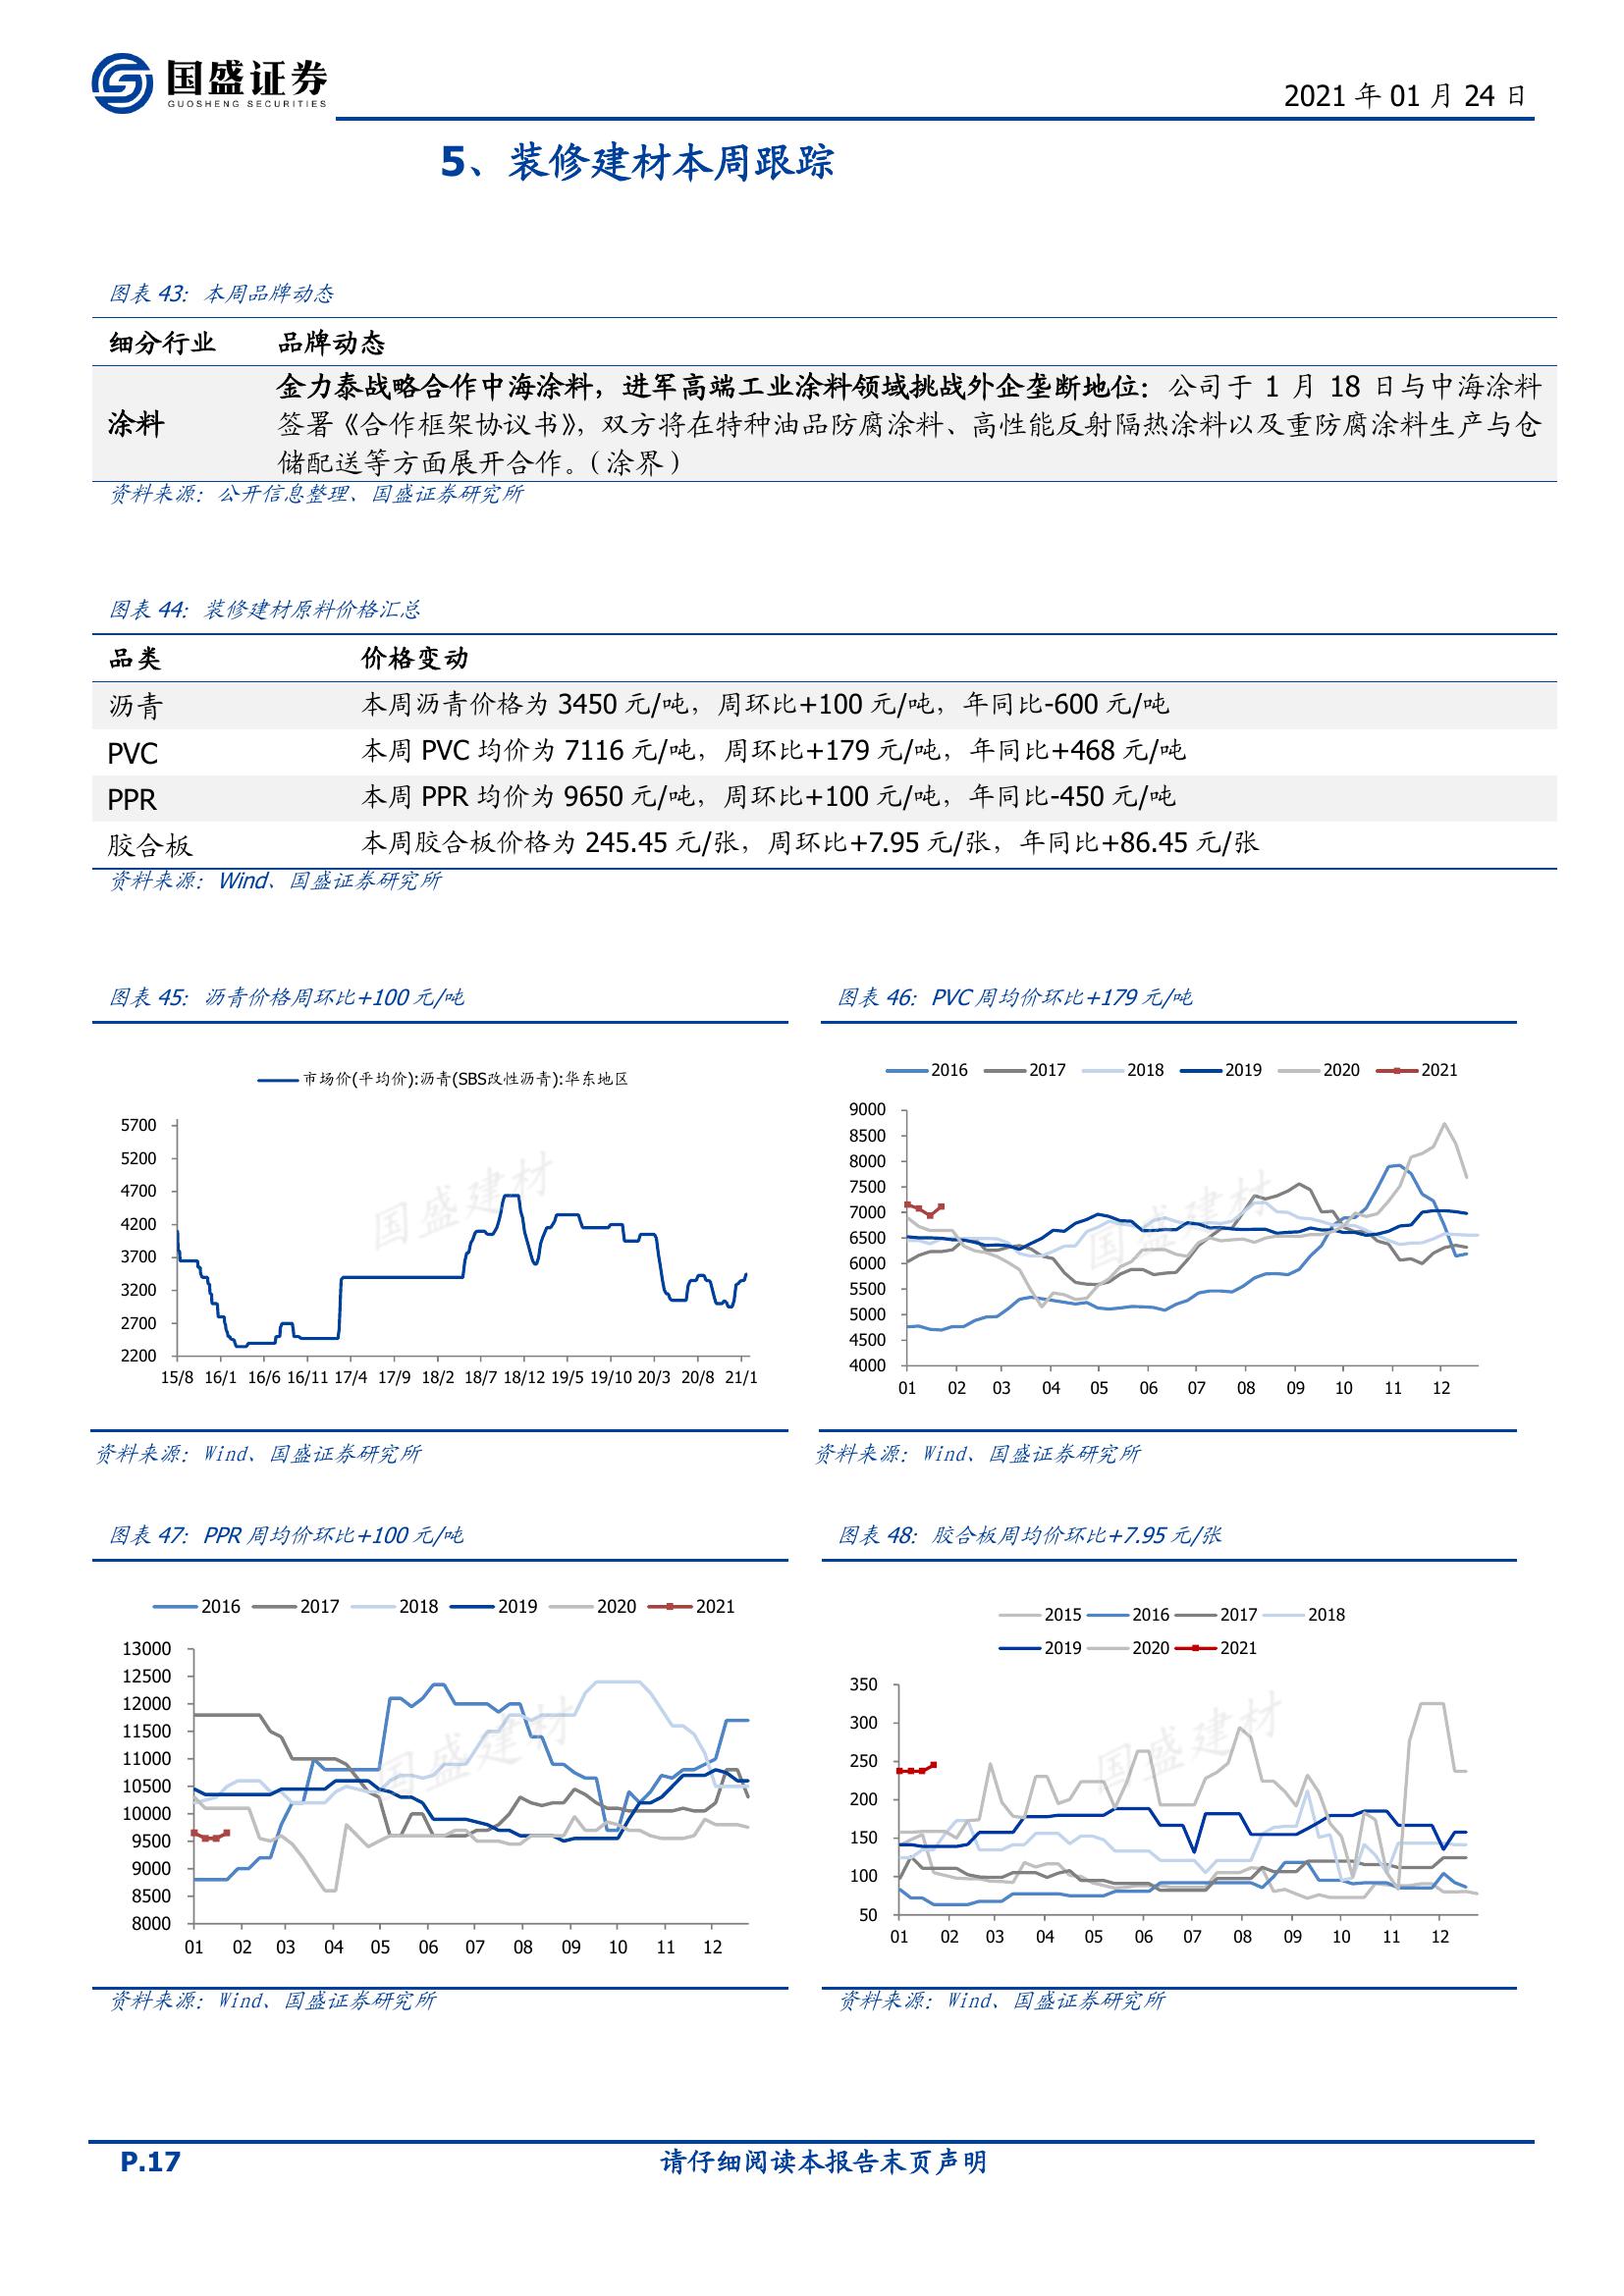 国盛证券
GUOSHENG SECURITIES
2021 年 01 月 24 日
5、装修建材本周跟踪
图表 43：本周品牌动态
细分行业 品牌动态
涂料
金力泰战略合作中海涂料，进军高端工业涂料领域挑战外企垄断地位：公司于 1 月 18 日与中海涂料
签署《合作框架协议书》，双方将在特种油品防腐涂料、高性能反射隔热涂料以及重防腐涂料生产与仓
储配送等方面展开合作。（涂界）
资料来源：公开信息整理、国盛证券研究所
图表 44：装修建材原料价格汇总
品类 价格变动
沥青 本周沥青价格为 3450 元/吨，周环比+100 元/吨，年同比-600 元/吨
PVC 本周 PVC 均价为 7116 元/吨，周环比+179 元/吨，年同比+468 元/吨
PPR 本周 PPR 均价为 9650 元/吨，周环比+100 元/吨，年同比-450 元/吨
胶合板 本周胶合板价格为 245.45 元/张，周环比+7.95 元/张，年同比+86.45 元/张
资料来源：Wind、国盛证券研究所
图表 45：沥青价格周环比+100 元/吨
市场价(平均价):沥青(SBS改性沥青):华东地区
5700
5200
4700
4200
3700
3200
2700
2200
15/8 16/1 16/6 16/11 17/4 17/9 18/2 18/7 18/12 19/5 19/10 20/3 20/8 21/1
国盛建材
资料来源：Wind、国盛证券研究所
图表 46：PVC 周均价环比+179 元/吨
2016 2017 2018 2019 2020 2021
9000
8500
8000
7500
7000
6500
6000
5500
5000
4500
4000
01 02 03 04 05 06 07 08 09 10 11 12
国盛建材
资料来源：Wind、国盛证券研究所
图表 47：PPR 周均价环比+100 元/吨
2016 2017 2018 2019 2020 2021
13000
12500
12000
11500
11000
10500
10000
9500
9000
8500
8000
01 02 03 04 05 06 07 08 09 10 11 12
国盛建材
资料来源：Wind、国盛证券研究所
图表 48：胶合板周均价环比+7.95 元/张
2015 2016 2017 2018
2019 2020 2021
350
300
250
200
150
100
50
01 02 03 04 05 06 07 08 09 10 11 12
国盛建材
资料来源：Wind、国盛证券研究所
P.17 请仔细阅读本报告末页声明